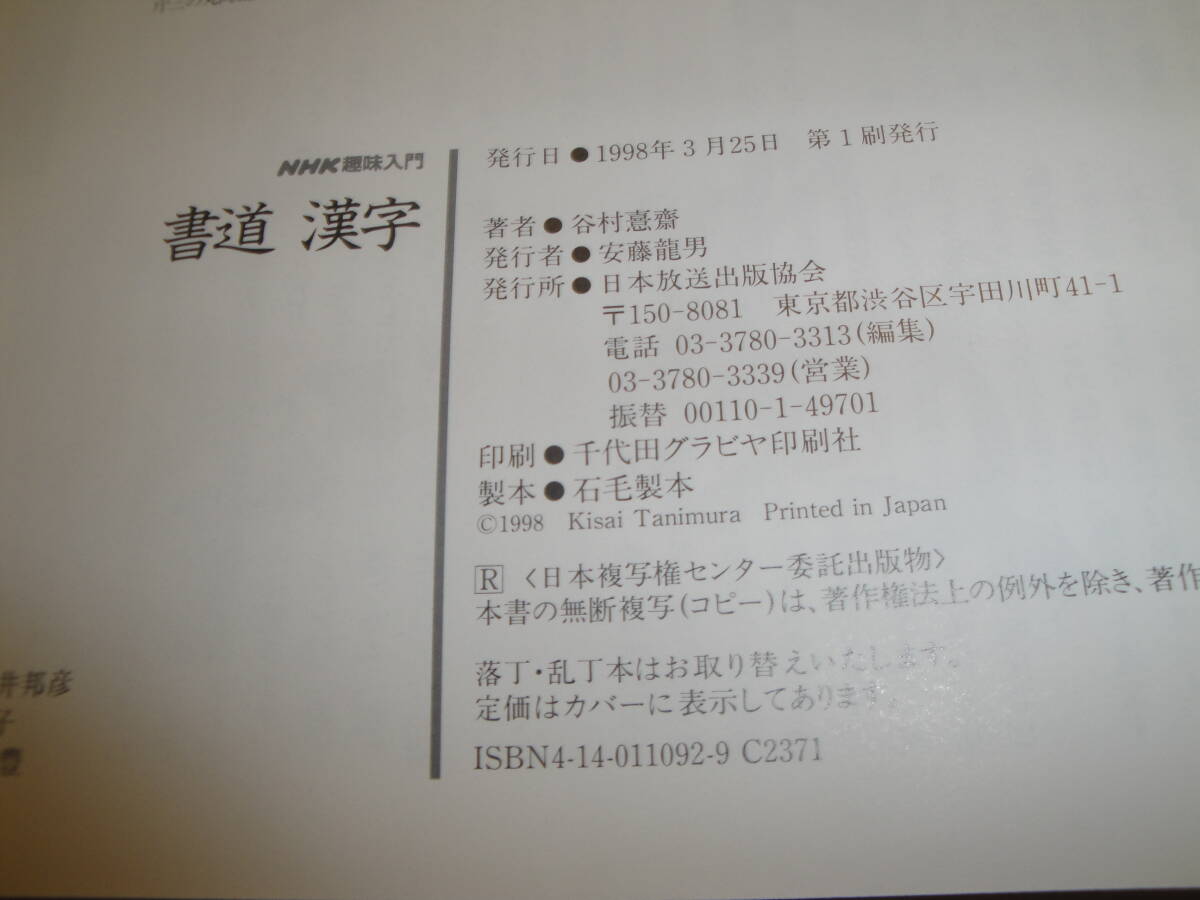 NHK趣味入門
書道 漢字
発行日●1998年3月25日 第1刷発行
著者●谷村憙齋
発行者●安藤龍男
発行所●日本放送出版協会
〒150-8081 東京都渋谷区宇田川町41-1
電話 03-3780-3313(編集)
03-3780-3339(営業)
振替 00110-1-49701
印刷●千代田グラビヤ印刷社
製本●石毛製本
©1998 Kisai Tanimura Printed in Japan
R 〈日本複写権センター委託出版物〉
本書の無断複写(コピー)は、著作権法上の例外を除き、著作
落丁・乱丁本はお取り替えいたします。
定価はカバーに表示してあります。
ISBN4-14-011092-9 C2371
井邦彦
子
豊